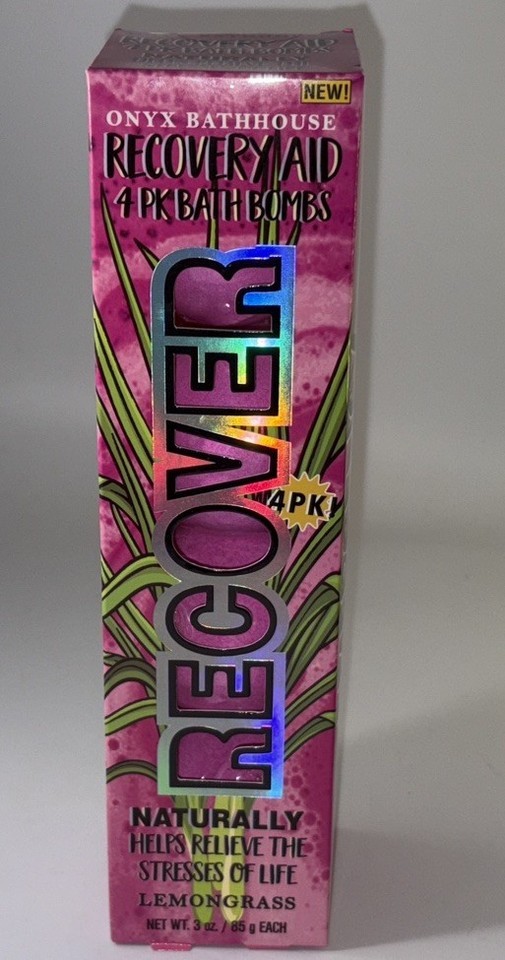 NEW!
ONYX BATHHOUSE
RECOVERY AID
4 PK BATH BOMBS
RECOVER
4PK!
NATURALLY
HELPS RELIEVE THE
STRESSES OF LIFE
LEMONGRASS
NET WT. 3 oz. / 85 g EACH